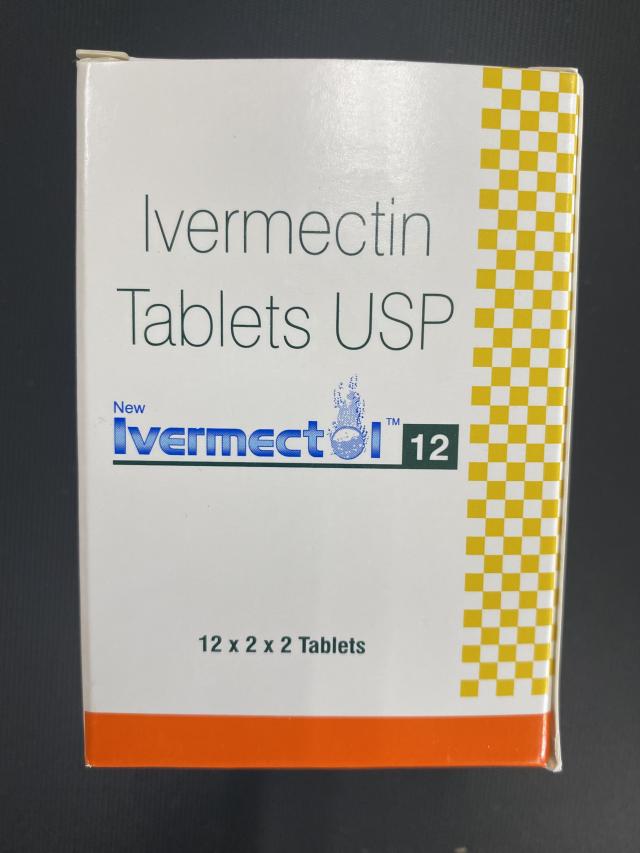 Ivermectin
Tablets USP
New
Ivermectol™ 12
12 x 2 x 2 Tablets